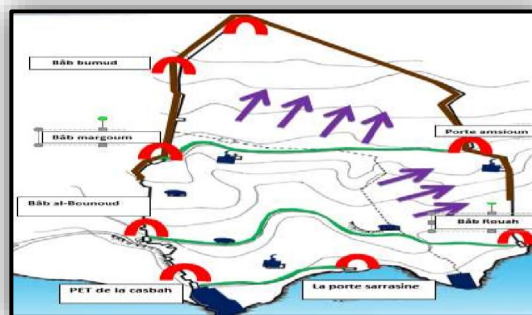 Bâb bumud
Bâb margoum
Porte amsioun
Bâb al-Bounoud
Bâb Rouah
PET de la casbah
La porte sarrasine